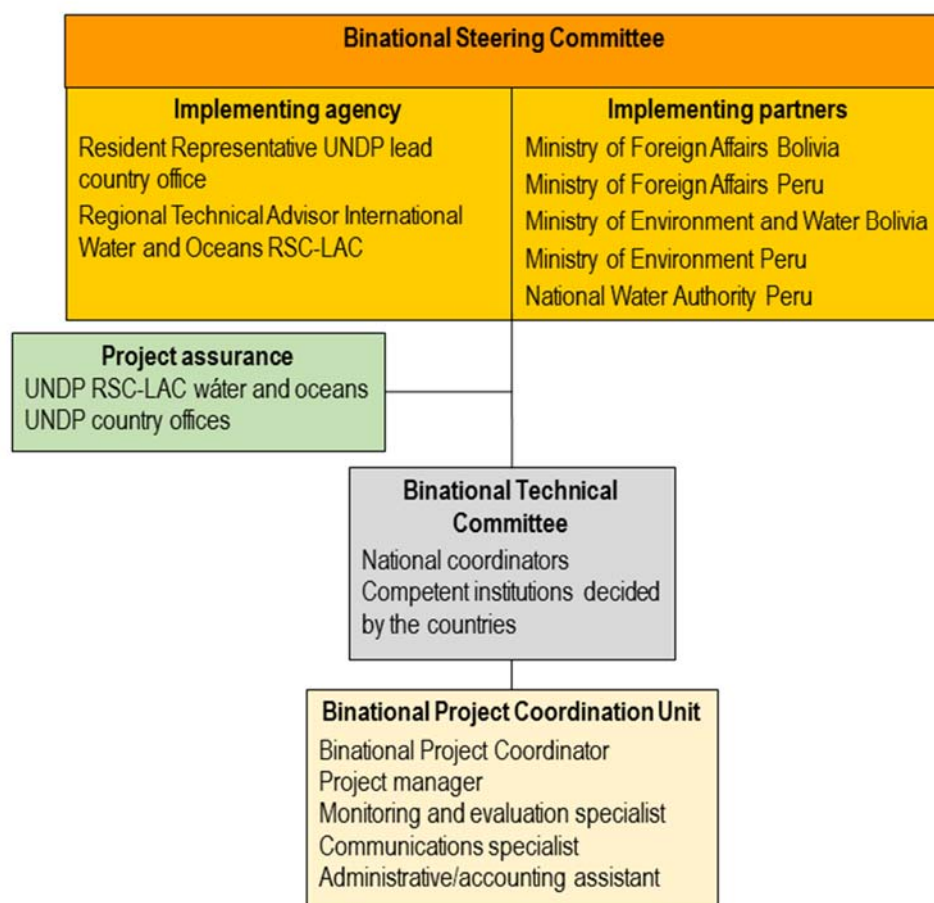 Binational Steering Committee
Implementing agency
Resident Representative UNDP lead
country office
Regional Technical Advisor International
Water and Oceans RSC-LAC
Implementing partners
Ministry of Foreign Affairs Bolivia
Ministry of Foreign Affairs Peru
Ministry of Environment and Water Bolivia
Ministry of Environment Peru
National Water Authority Peru
Project assurance
UNDP RSC-LAC wáter and oceans
UNDP country offices
Binational Technical
Committee
National coordinators
Competent institutions decided
by the countries
Binational Project Coordination Unit
Binational Project Coordinator
Project manager
Monitoring and evaluation specialist
Communications specialist
Administrative/accounting assistant